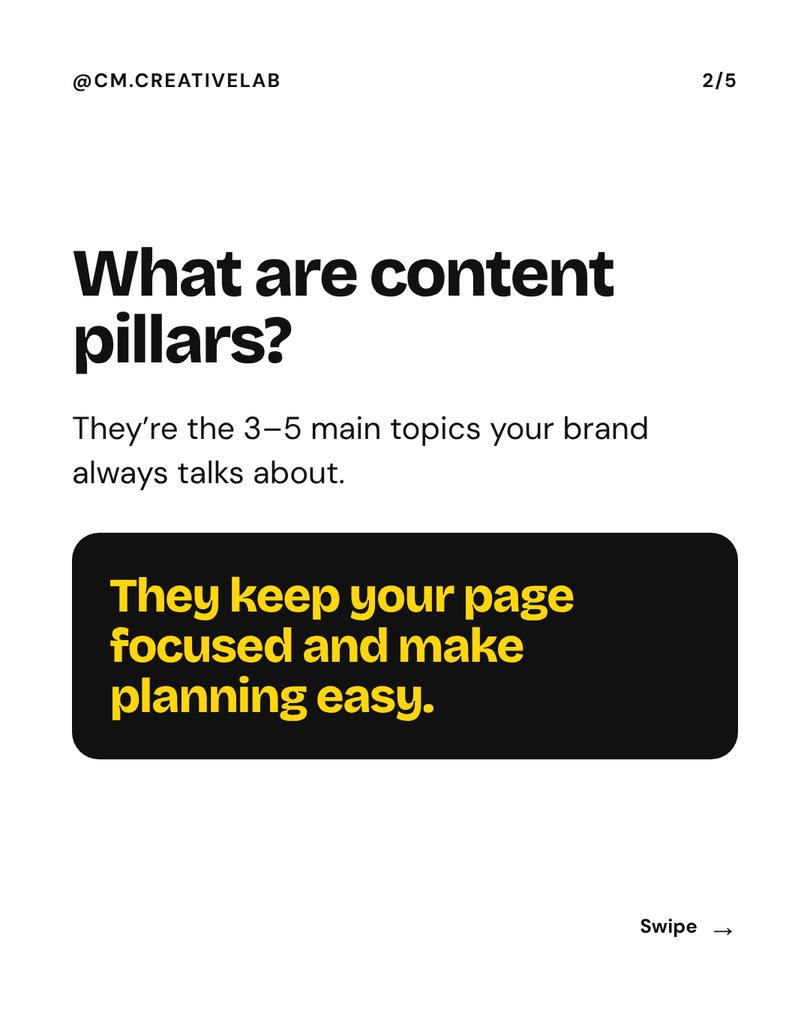 @CM.CREATIVELAB
2/5
What are content
pillars?
They’re the 3–5 main topics your brand
always talks about.
They keep your page
focused and make
planning easy.
Swipe →